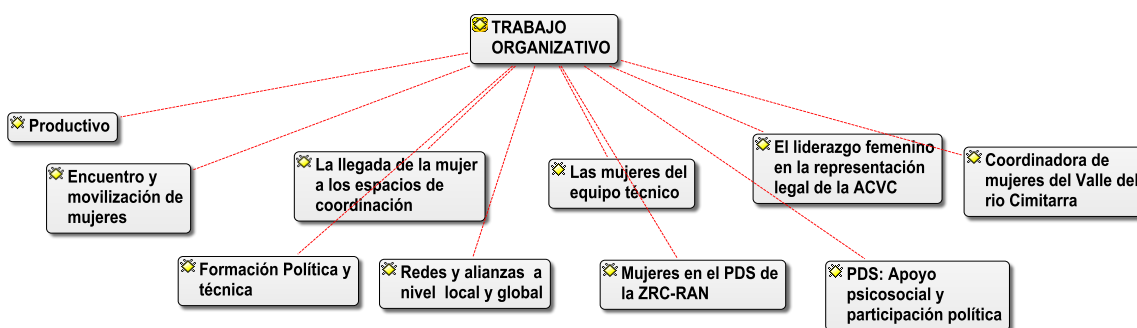 TRABAJO
ORGANIZATIVO
Productivo
Encuentro y
movilización de
mujeres
La llegada de la mujer
a los espacios de
coordinación
Las mujeres del
equipo técnico
El liderazgo femenino
en la representación
legal de la ACVC
Coordinadora de
mujeres del Valle del
rio Cimitarra
Formación Política y
técnica
Redes y alianzas a
nivel local y global
Mujeres en el PDS de
la ZRC-RAN
PDS: Apoyo
psicosocial y
participación política